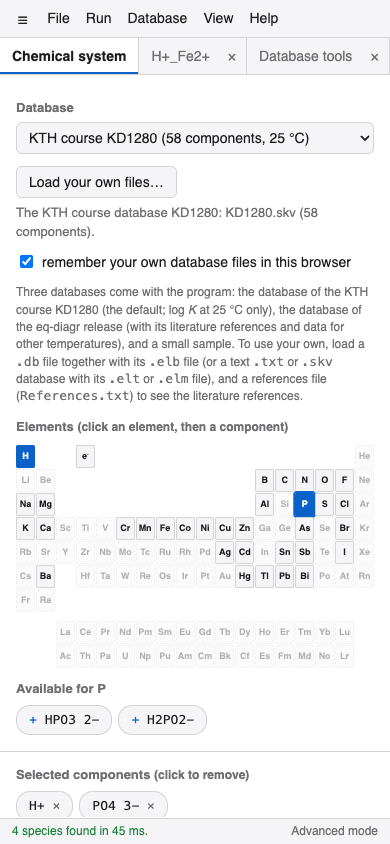 ≡ File Run Database View Help
Chemical system H+_Fe2+ × Database tools ×
Database
KTH course KD1280 (58 components, 25 °C)
Load your own files…
The KTH course database KD1280: KD1280.skv (58
components).
remember your own database files in this browser
Three databases come with the program: the database of the KTH
course KD1280 (the default; log K at 25 °C only), the database of
the eq-diagr release (with its literature references and data for
other temperatures), and a small sample. To use your own, load a
.db file together with its .elb file (or a text .txt or .skv
database with its .elt or .elm file), and a references file
(References.txt) to see the literature references.
Elements (click an element, then a component)
H e- He
Li Be B C N O F Ne
Na Mg Al Si P S Cl Ar
K Ca Sc Ti V Cr Mn Fe Co Ni Cu Zn Ga Ge As Se Br Kr
Rb Sr Y Zr Nb Mo Tc Ru Rh Pd Ag Cd In Sn Sb Te I Xe
Cs Ba Hf Ta W Re Os Ir Pt Au Hg Tl Pb Bi Po At Rn
Fr Ra
La Ce Pr Nd Pm Sm Eu Gd Tb Dy Ho Er Tm Yb Lu
Ac Th Pa U Np Pu Am Cm Bk Cf Es Fm Md No Lr
Available for P
+ HPO3 2− + H2PO2−
Selected components (click to remove)
H+ × PO4 3− ×
4 species found in 45 ms. Advanced mode